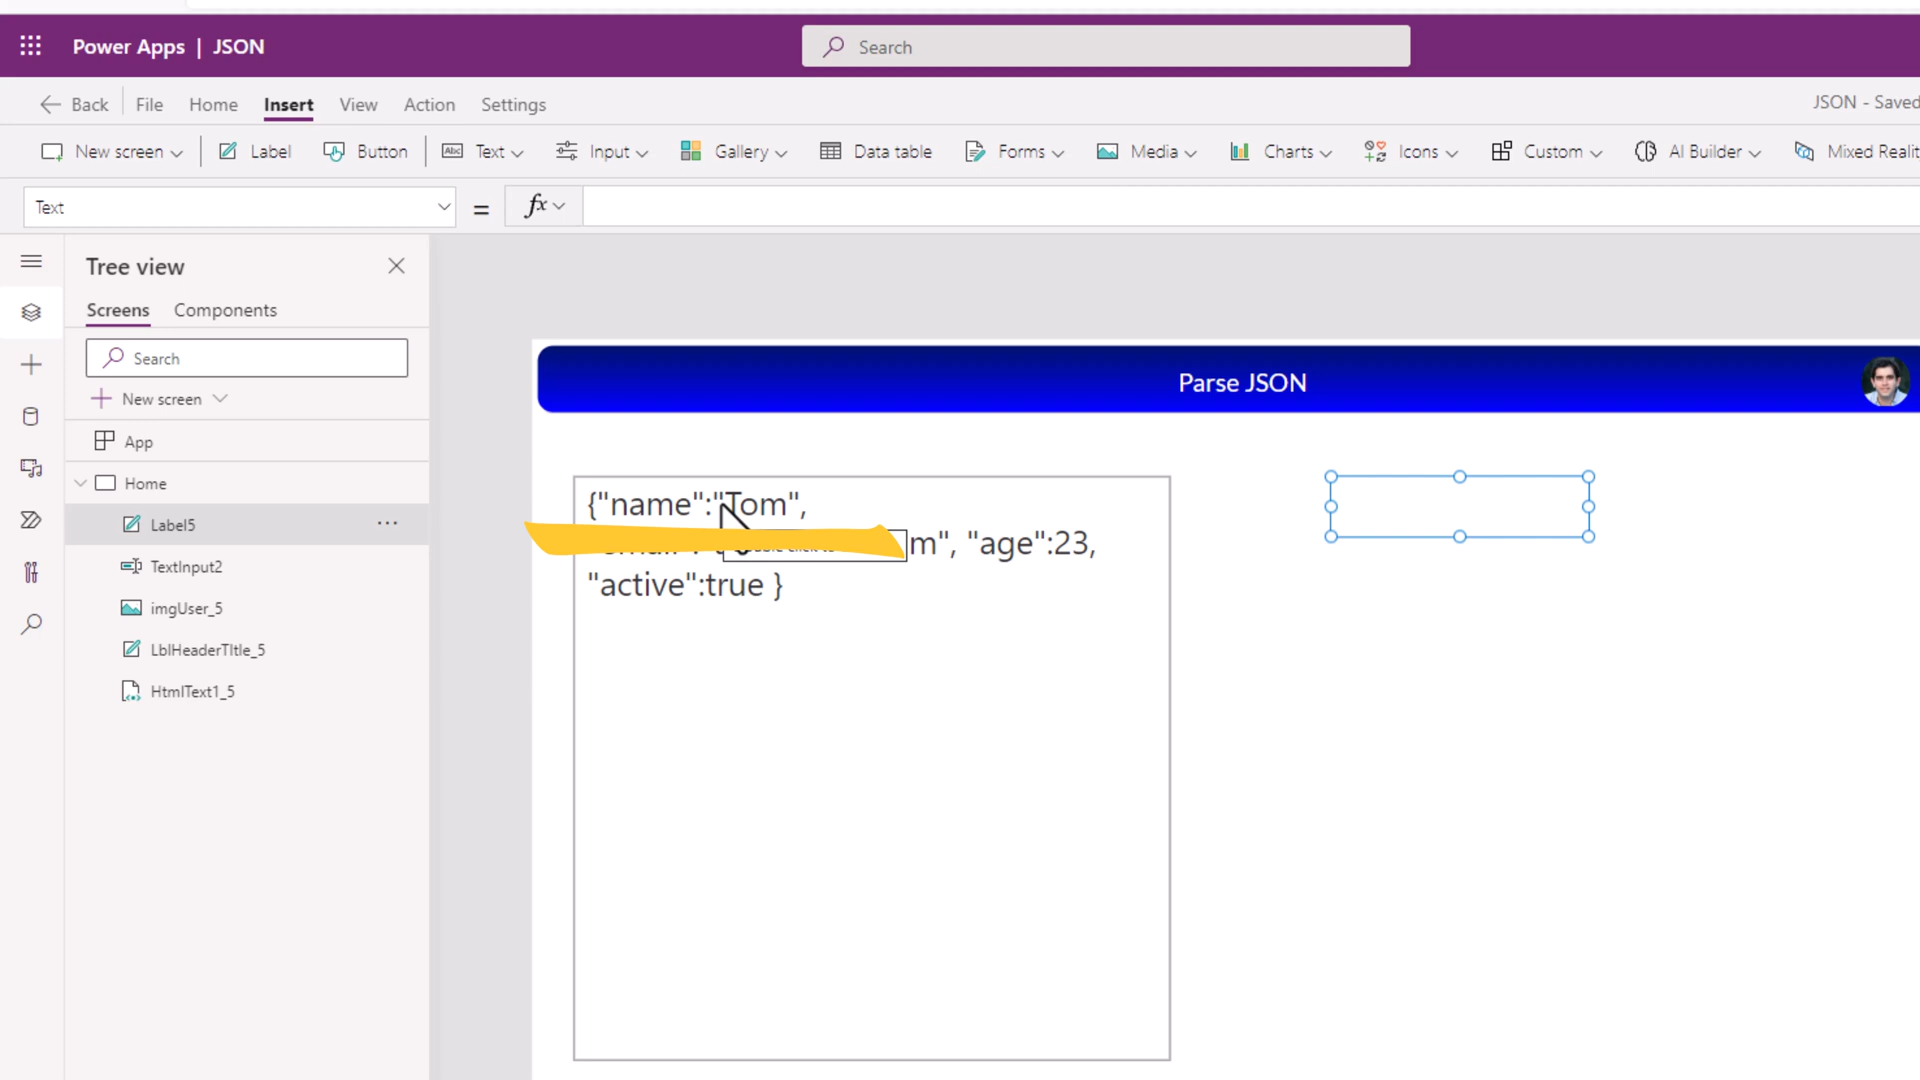 Power Apps | JSON
Search
Back File Home Insert View Action Settings
JSON - Saved
New screen Label Button Text Input Gallery Data table Forms Media Charts Icons Custom AI Builder Mixed Realit
Text = fx
Tree view
Screens Components
Search
New screen
App
Home
Label5
TextInput2
imgUser_5
LblHeaderTItle_5
HtmlText1_5
Parse JSON
{"name":"Tom",
m", "age":23,
"active":true }